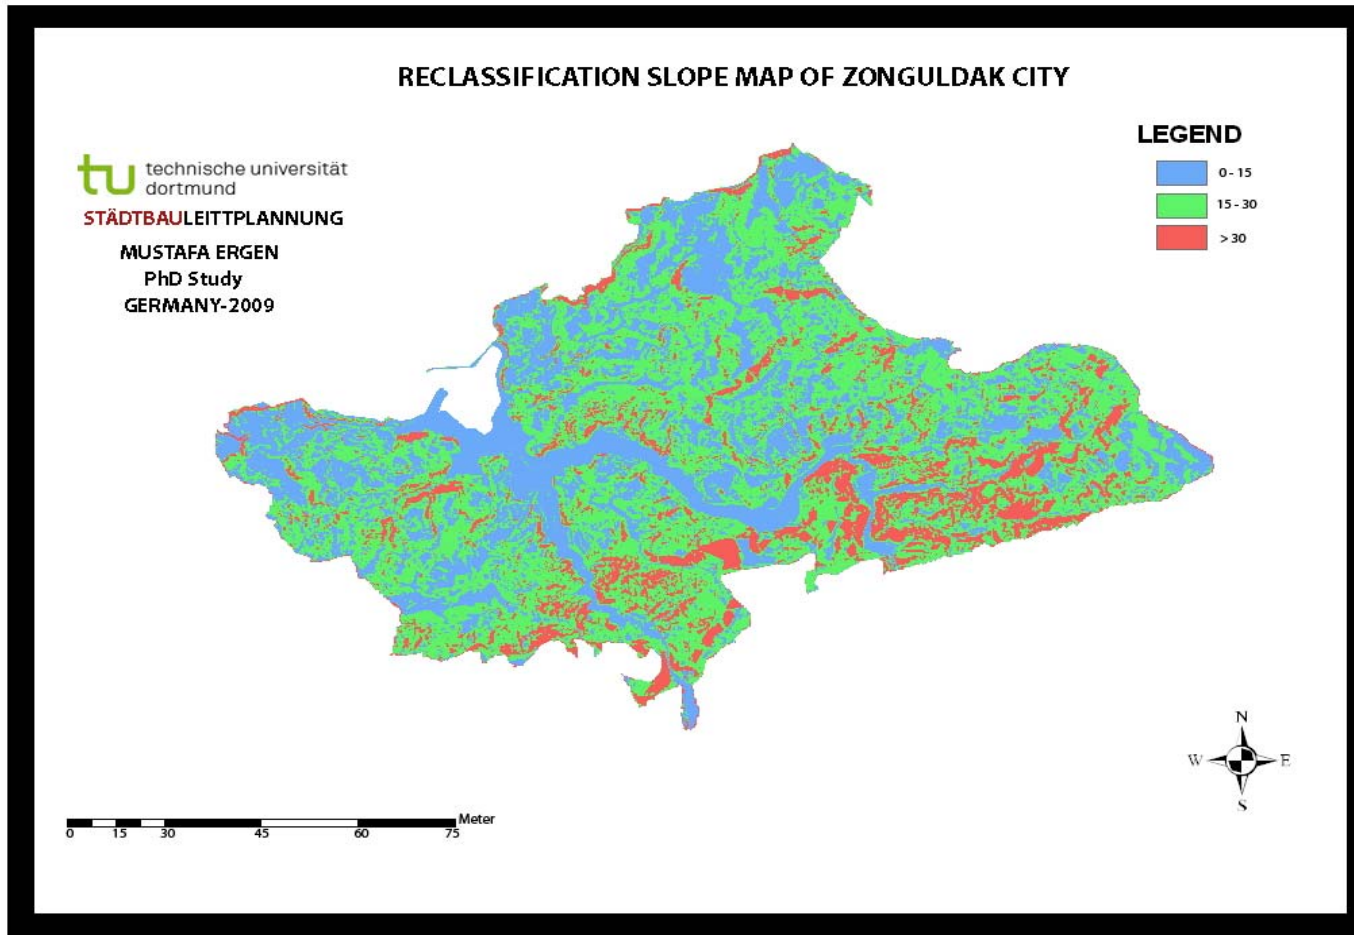 RECLASSIFICATION SLOPE MAP OF ZONGULDAK CITY
tu technische universität
dortmund
STÄDTBAULEITTPLANNUNG
MUSTAFA ERGEN
PhD Study
GERMANY-2009
LEGEND
0 - 15
15 - 30
> 30
N
W E
S
Meter
0 15 30 45 60 75